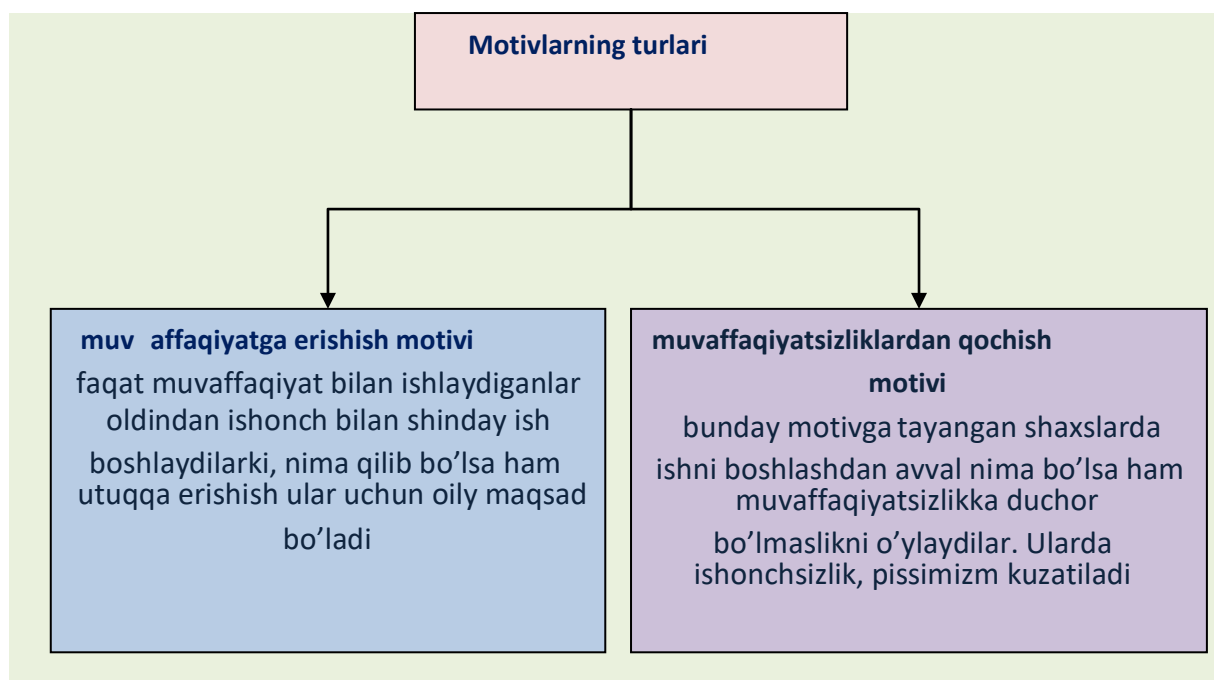 Motivlarning turlari
muv affaqiyatga erishish motivi
faqat muvaffaqiyat bilan ishlaydiganlar
oldindan ishonch bilan shinday ish
boshlaydilarki, nima qilib bo’lsa ham
utuqqa erishish ular uchun oily maqsad
bo’ladi
muvaffaqiyatsizliklardan qochish
motivi
bunday motivga tayangan shaxslarda
ishni boshlashdan avval nima bo’lsa ham
muvaffaqiyatsizlikka duchor
bo’lmaslikni o’ylaydilar. Ularda
ishonchsizlik, pissimizm kuzatiladi